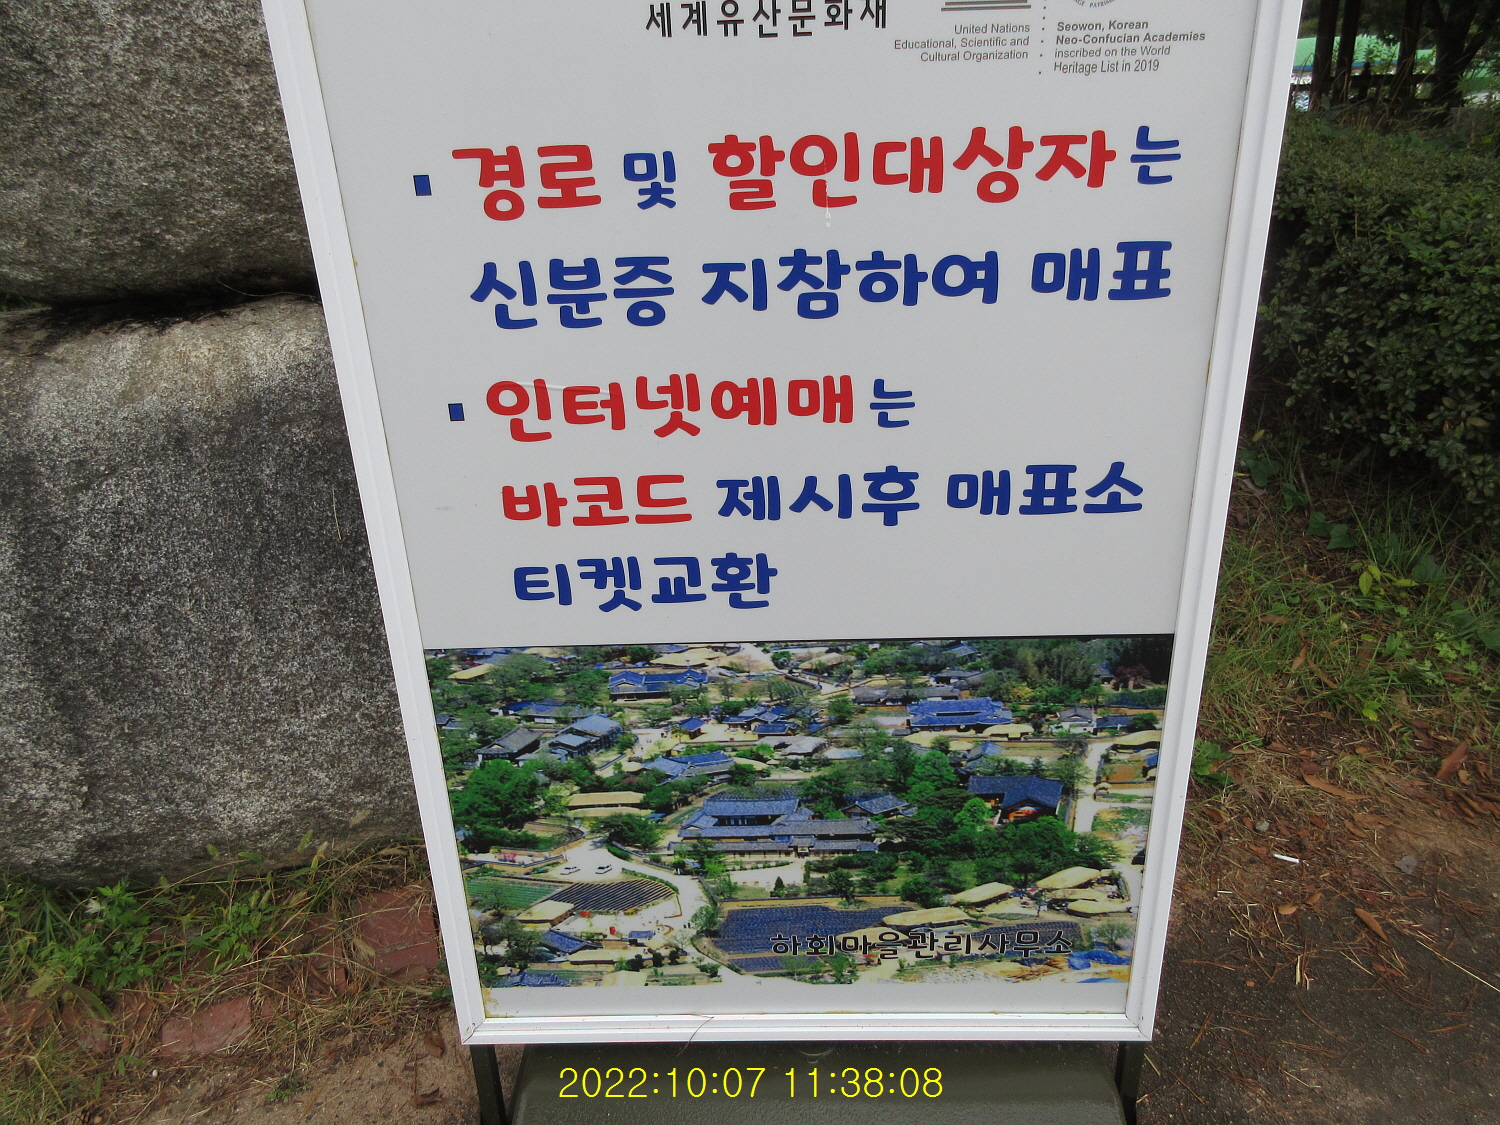 세계유산문화재
United Nations
Educational, Scientific and
Cultural Organization
Seowon, Korean
Neo-Confucian Academies
inscribed on the World
Heritage List in 2019
경로 및 할인대상자는
신분증 지참하여 매표
인터넷예매는
바코드 제시후 매표소
티켓교환
하회마을관리사무소
2022:10:07 11:38:08